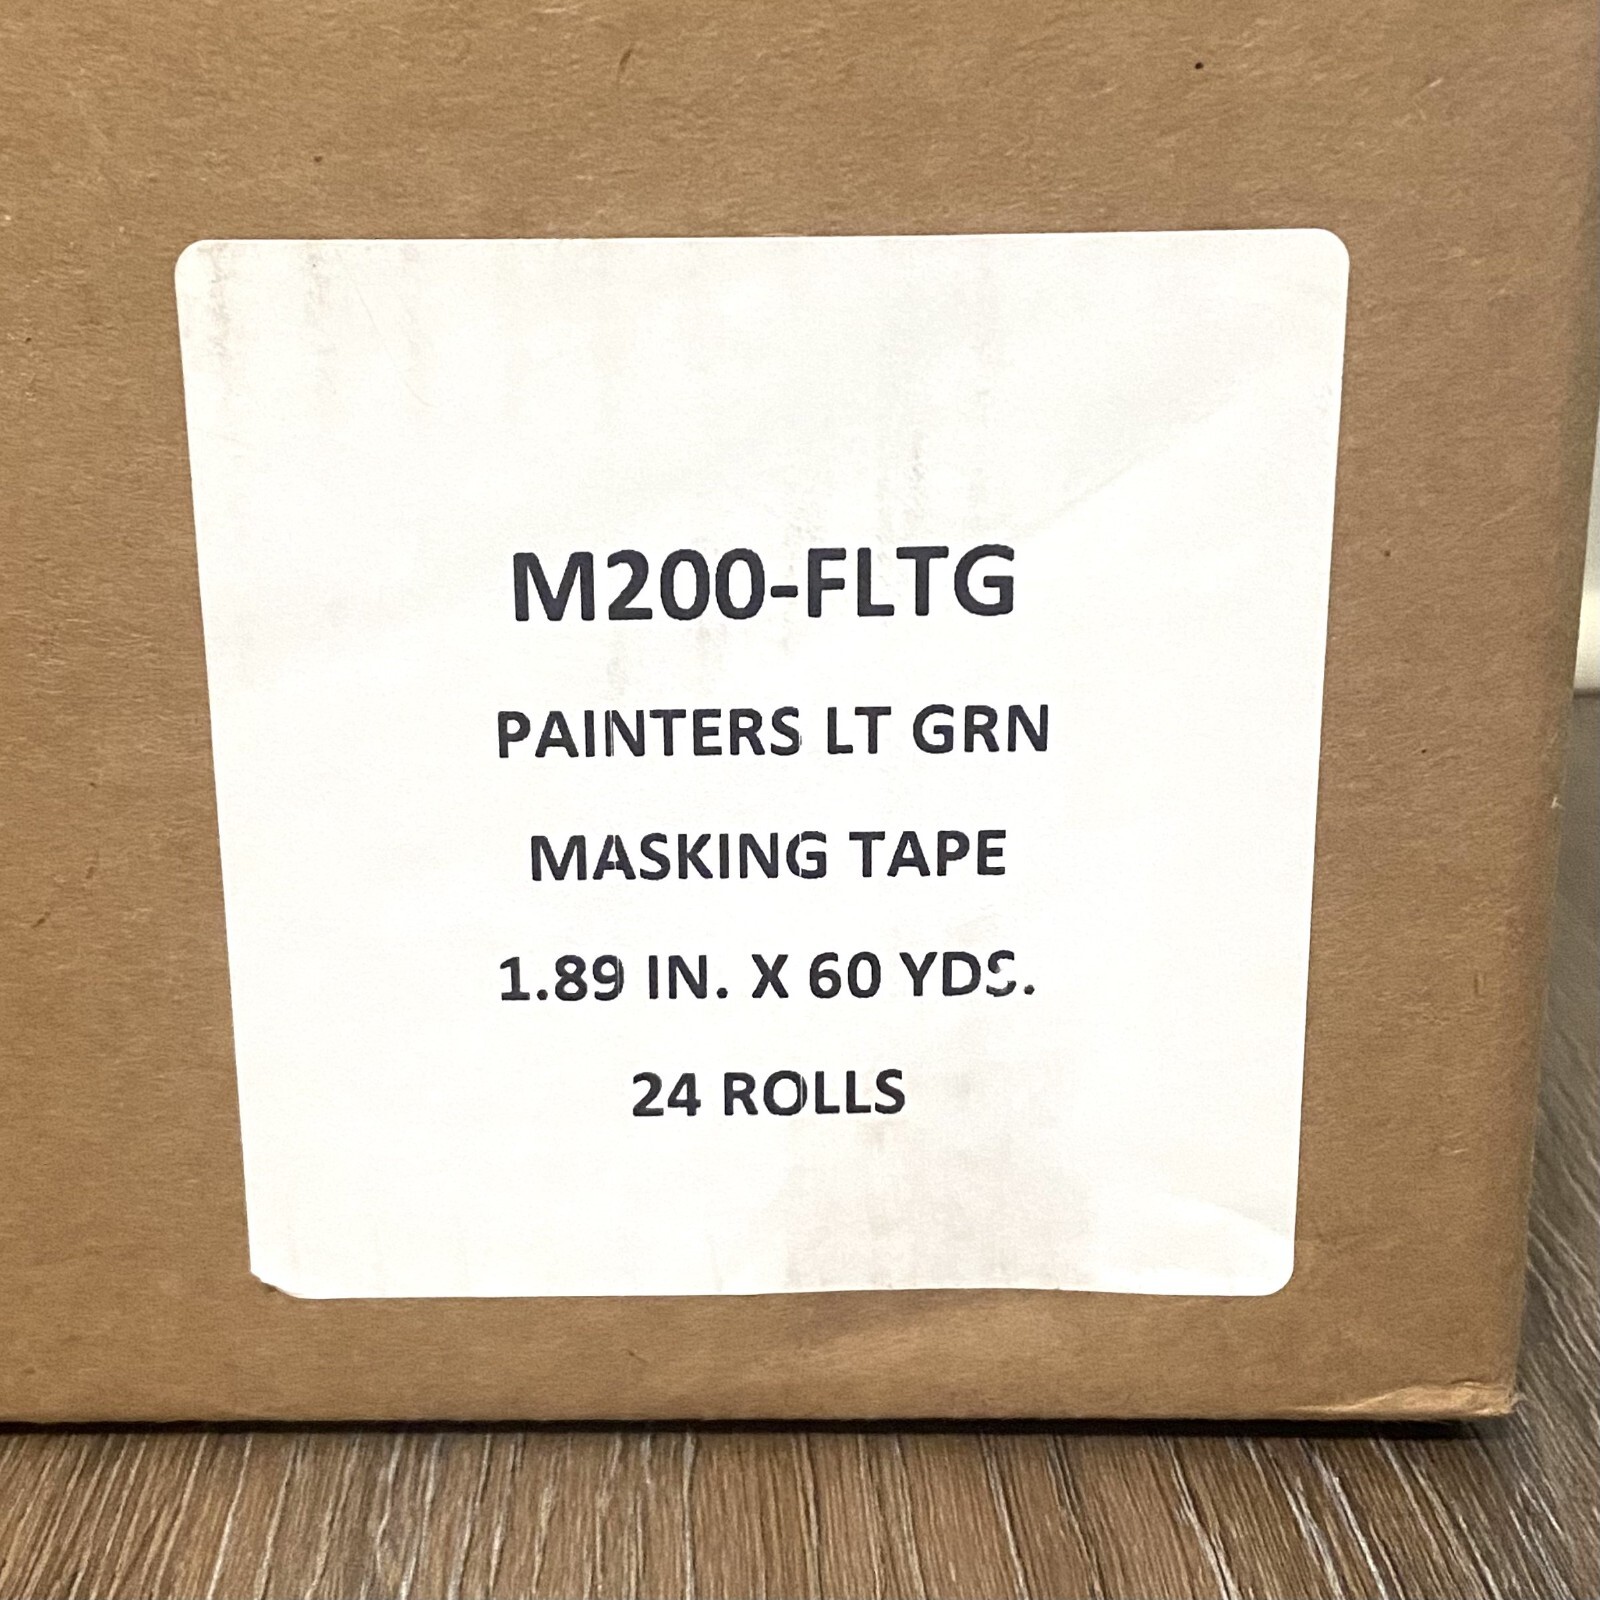 M200-FLTG
PAINTERS LT GRN
MASKING TAPE
1.89 IN. X 60 YDS.
24 ROLLS